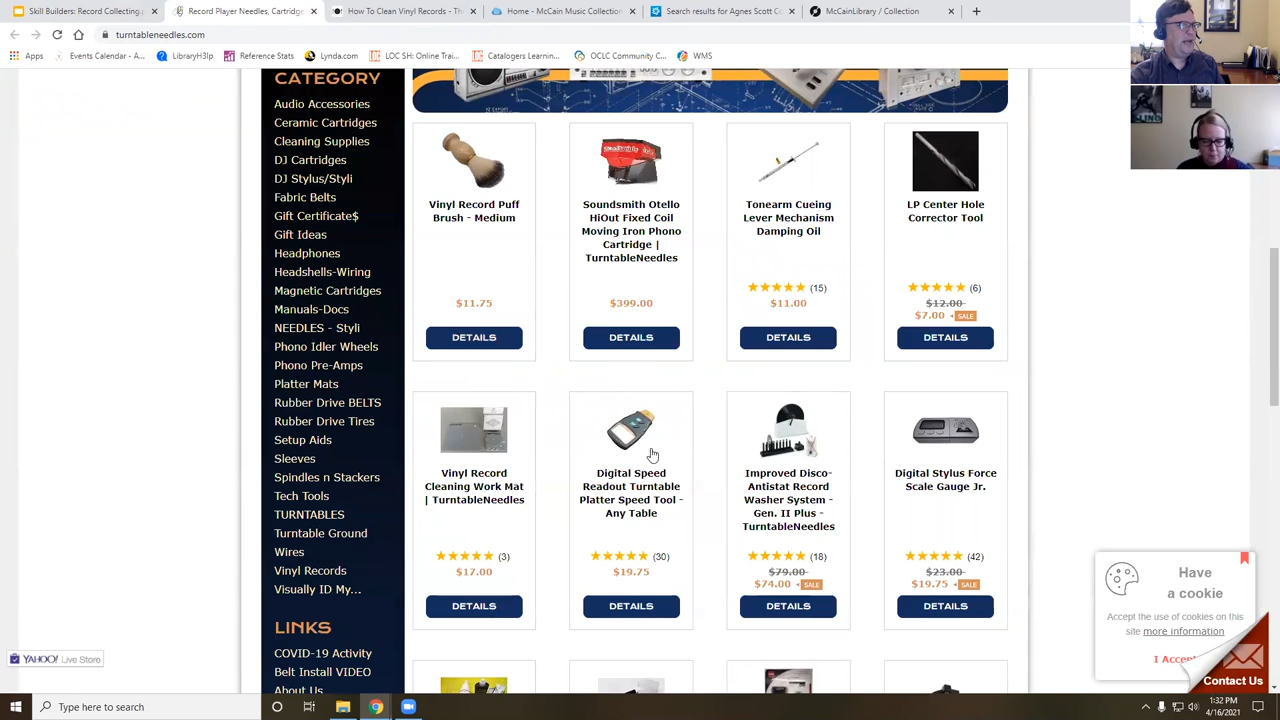 Skill Builders: Record Collecting.
Record Player Needles, Cartridge
How To Clean Vinyl Records - The
Home - McCain Music Collection
Search results for Agnes Scott Co
McCainLibrary / Collection
turntableneedles.com
Apps
Events Calendar - A...
LibraryH3lp
Reference Stats
Lynda.com
LOC SH: Online Trai...
Catalogers Learning...
OCLC Community C...
WMS
CATEGORY
Audio Accessories
Ceramic Cartridges
Cleaning Supplies
DJ Cartridges
DJ Stylus/Styli
Fabric Belts
Gift Certificate$
Gift Ideas
Headphones
Headshells-Wiring
Magnetic Cartridges
Manuals-Docs
NEEDLES - Styli
Phono Idler Wheels
Phono Pre-Amps
Platter Mats
Rubber Drive BELTS
Rubber Drive Tires
Setup Aids
Sleeves
Spindles n Stackers
Tech Tools
TURNTABLES
Turntable Ground
Wires
Vinyl Records
Visually ID My...
LINKS
COVID-19 Activity
Belt Install VIDEO
About Us
Vinyl Record Puff
Brush - Medium
$11.75
DETAILS
Soundsmith Otello
HiOut Fixed Coil
Moving Iron Phono
Cartridge |
TurntableNeedles
$399.00
DETAILS
Tonearm Cueing
Lever Mechanism
Damping Oil
(15)
$11.00
DETAILS
LP Center Hole
Corrector Tool
(6)
$12.00
$7.00 SALE
DETAILS
Vinyl Record
Cleaning Work Mat
| TurntableNeedles
(3)
$17.00
DETAILS
Digital Speed
Readout Turntable
Platter Speed Tool -
Any Table
(30)
$19.75
DETAILS
Improved Disco-
Antistat Record
Washer System -
Gen. II Plus -
TurntableNeedles
(18)
$79.00
$74.00 SALE
DETAILS
Digital Stylus Force
Scale Gauge Jr.
(42)
$23.00
$19.75 SALE
DETAILS
Have
a cookie
Accept the use of cookies on this
site more information
I Accept
Contact Us
YAHOO! Live Store
Type here to search
1:32 PM
4/16/2021